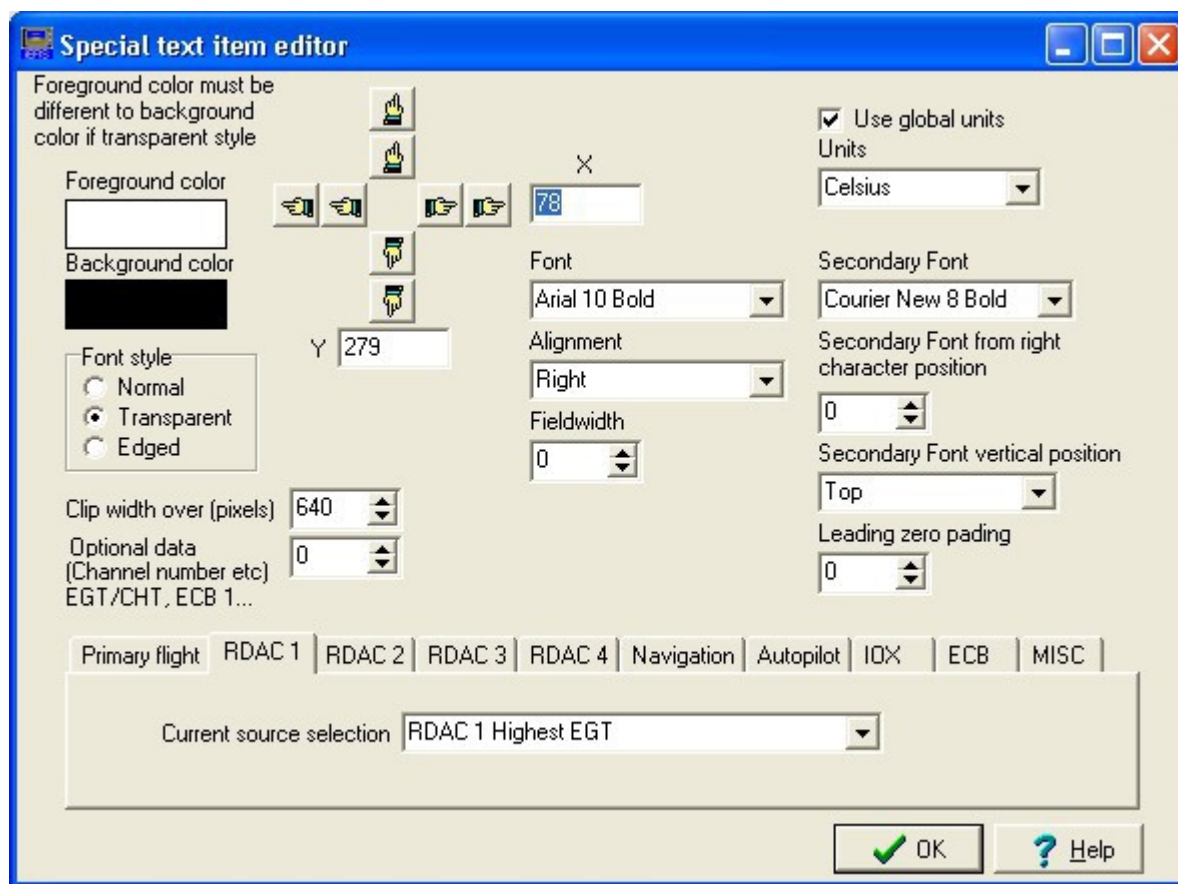 Special text item editor
Foreground color must be
different to background
color if transparent style
Foreground color
Background color
Font style
Normal
Transparent
Edged
Clip width over (pixels) 640
Optional data
(Channel number etc) 0
EGT/CHT, ECB 1...
Y 279
X
78
Font
Arial 10 Bold
Alignment
Right
Fieldwidth
0
Use global units
Units
Celsius
Secondary Font
Courier New 8 Bold
Secondary Font from right
character position
0
Secondary Font vertical position
Top
Leading zero pading
0
Primary flight RDAC 1 RDAC 2 RDAC 3 RDAC 4 Navigation Autopilot IOX ECB MISC
Current source selection RDAC 1 Highest EGT
OK Help